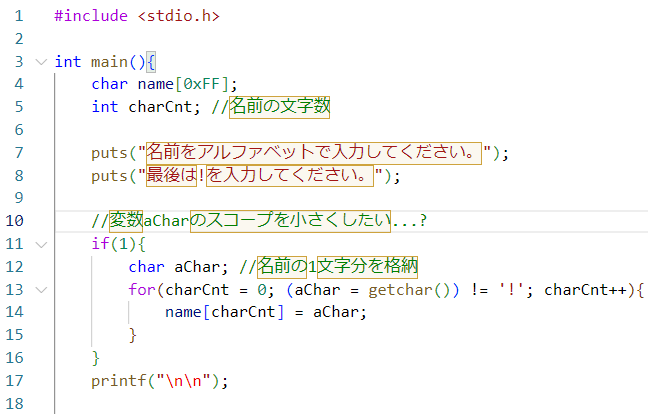 1 #include <stdio.h>
2
3 int main(){
4 char name[0xFF];
5 int charCnt; //名前の文字数
6
7 puts("名前をアルファベットで入力してください。");
8 puts("最後は!を入力してください。");
9
10 //変数aCharのスコープを小さくしたい...?
11 if(1){
12 char aChar; //名前の1文字分を格納
13 for(charCnt = 0; (aChar = getchar()) != '!'; charCnt++){
14 name[charCnt] = aChar;
15 }
16 }
17 printf("\n\n");
18